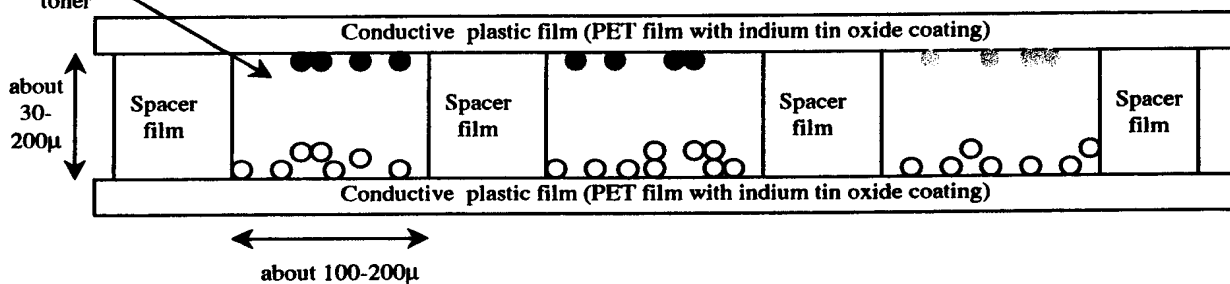 toner
Conductive plastic film (PET film with indium tin oxide coating)
about
30-
200µ
Spacer
film
Spacer
film
Spacer
film
Spacer
film
Conductive plastic film (PET film with indium tin oxide coating)
about 100-200µ